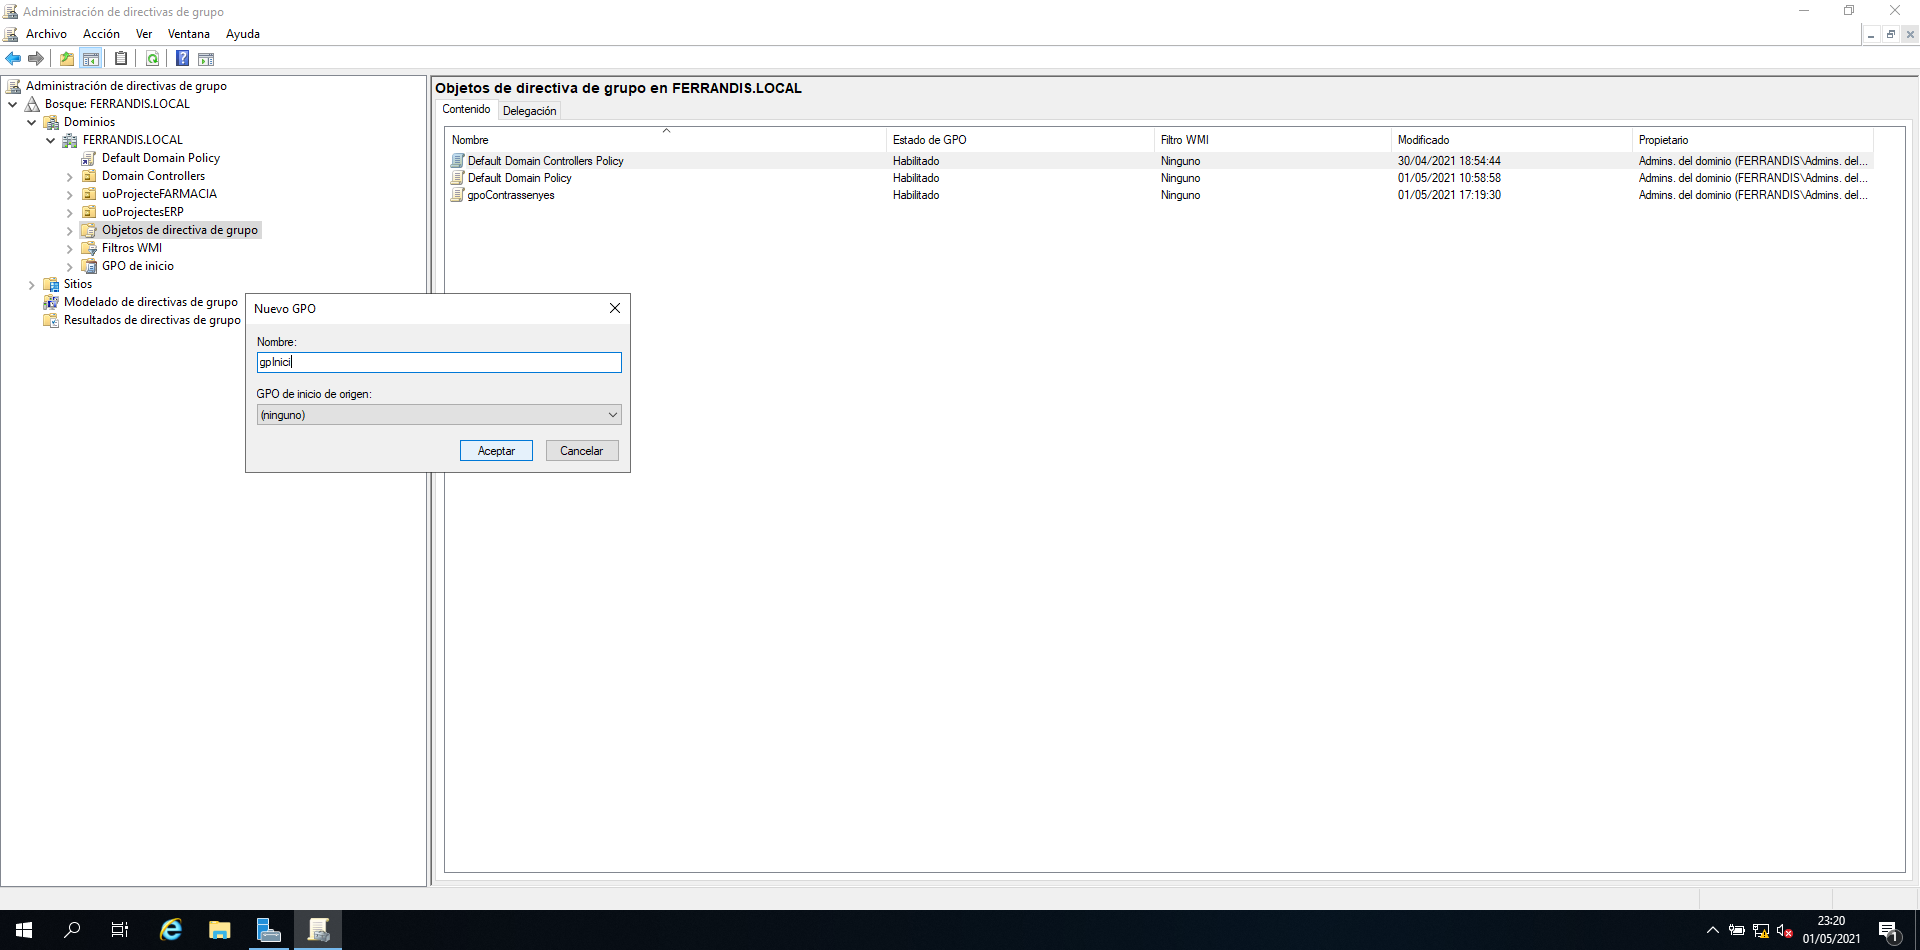 Administración de directivas de grupo
Archivo Acción Ver Ventana Ayuda
Administración de directivas de grupo
Bosque: FERRANDIS.LOCAL
Dominios
FERRANDIS.LOCAL
Default Domain Policy
Domain Controllers
uoProjecteFARMACIA
uoProjectesERP
Objetos de directiva de grupo
Filtros WMI
GPO de inicio
Sitios
Modelado de directivas de grupo
Resultados de directivas de grupo
Objetos de directiva de grupo en FERRANDIS.LOCAL
Contenido Delegación
Nombre Estado de GPO Filtro WMI Modificado Propietario
Default Domain Controllers Policy Habilitado Ninguno 30/04/2021 18:54:44 Admins. del dominio (FERRANDIS\Admins. del...
Default Domain Policy Habilitado Ninguno 01/05/2021 10:58:58 Admins. del dominio (FERRANDIS\Admins. del...
gpoContrassenyes Habilitado Ninguno 01/05/2021 17:19:30 Admins. del dominio (FERRANDIS\Admins. del...
Nuevo GPO
Nombre:
gpInici
GPO de inicio de origen:
(ninguno)
Aceptar Cancelar
23:20
01/05/2021
1